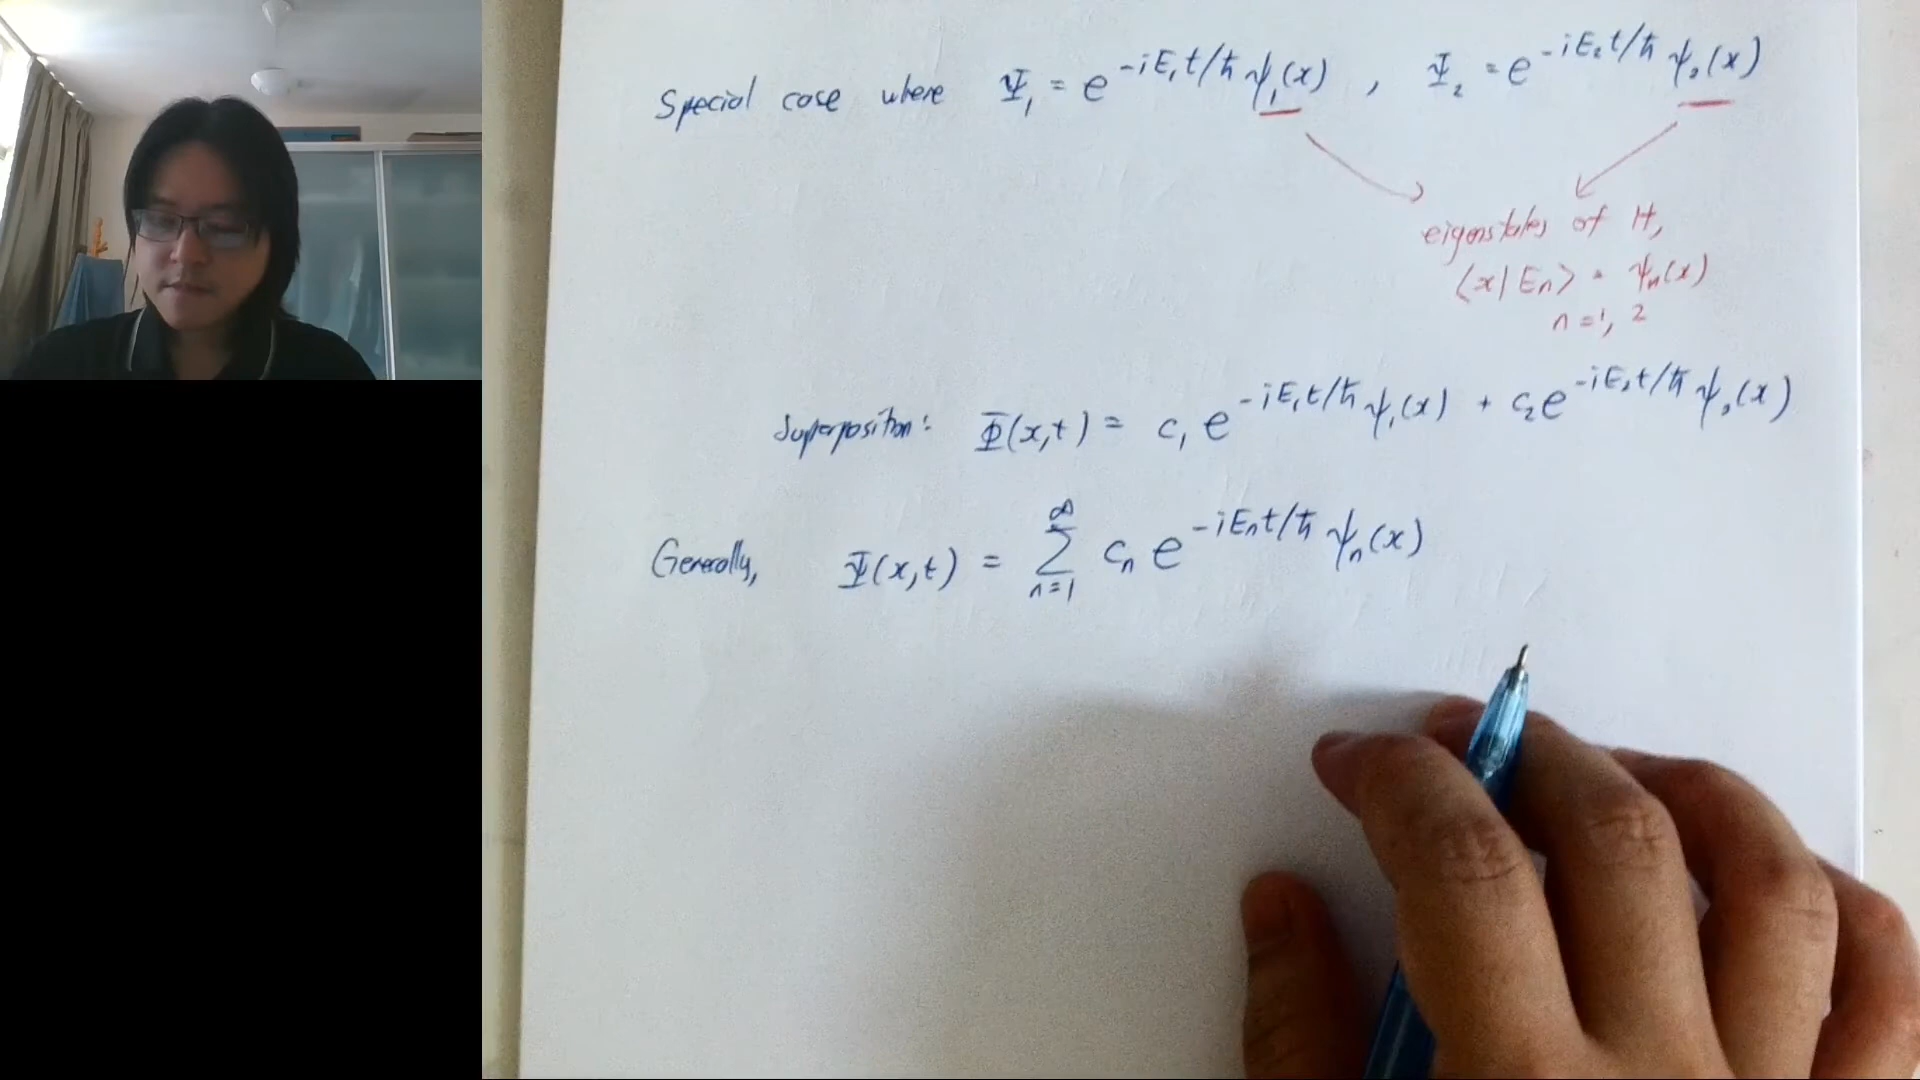 Special case where Ψ₁ = e^{-iE₁t/ħ} ψ₁(x) , Ψ₂ = e^{-iE₂t/ħ} ψ₂(x)
eigenstates of H,
⟨x|Eₙ⟩ = ψₙ(x)
n = 1, 2
Superposition: Φ(x,t) = c₁ e^{-iE₁t/ħ} ψ₁(x) + c₂ e^{-iE₂t/ħ} ψ₂(x)
Generally, Ψ(x,t) = ∑_{n=1}^{∞} cₙ e^{-iEₙt/ħ} ψₙ(x)